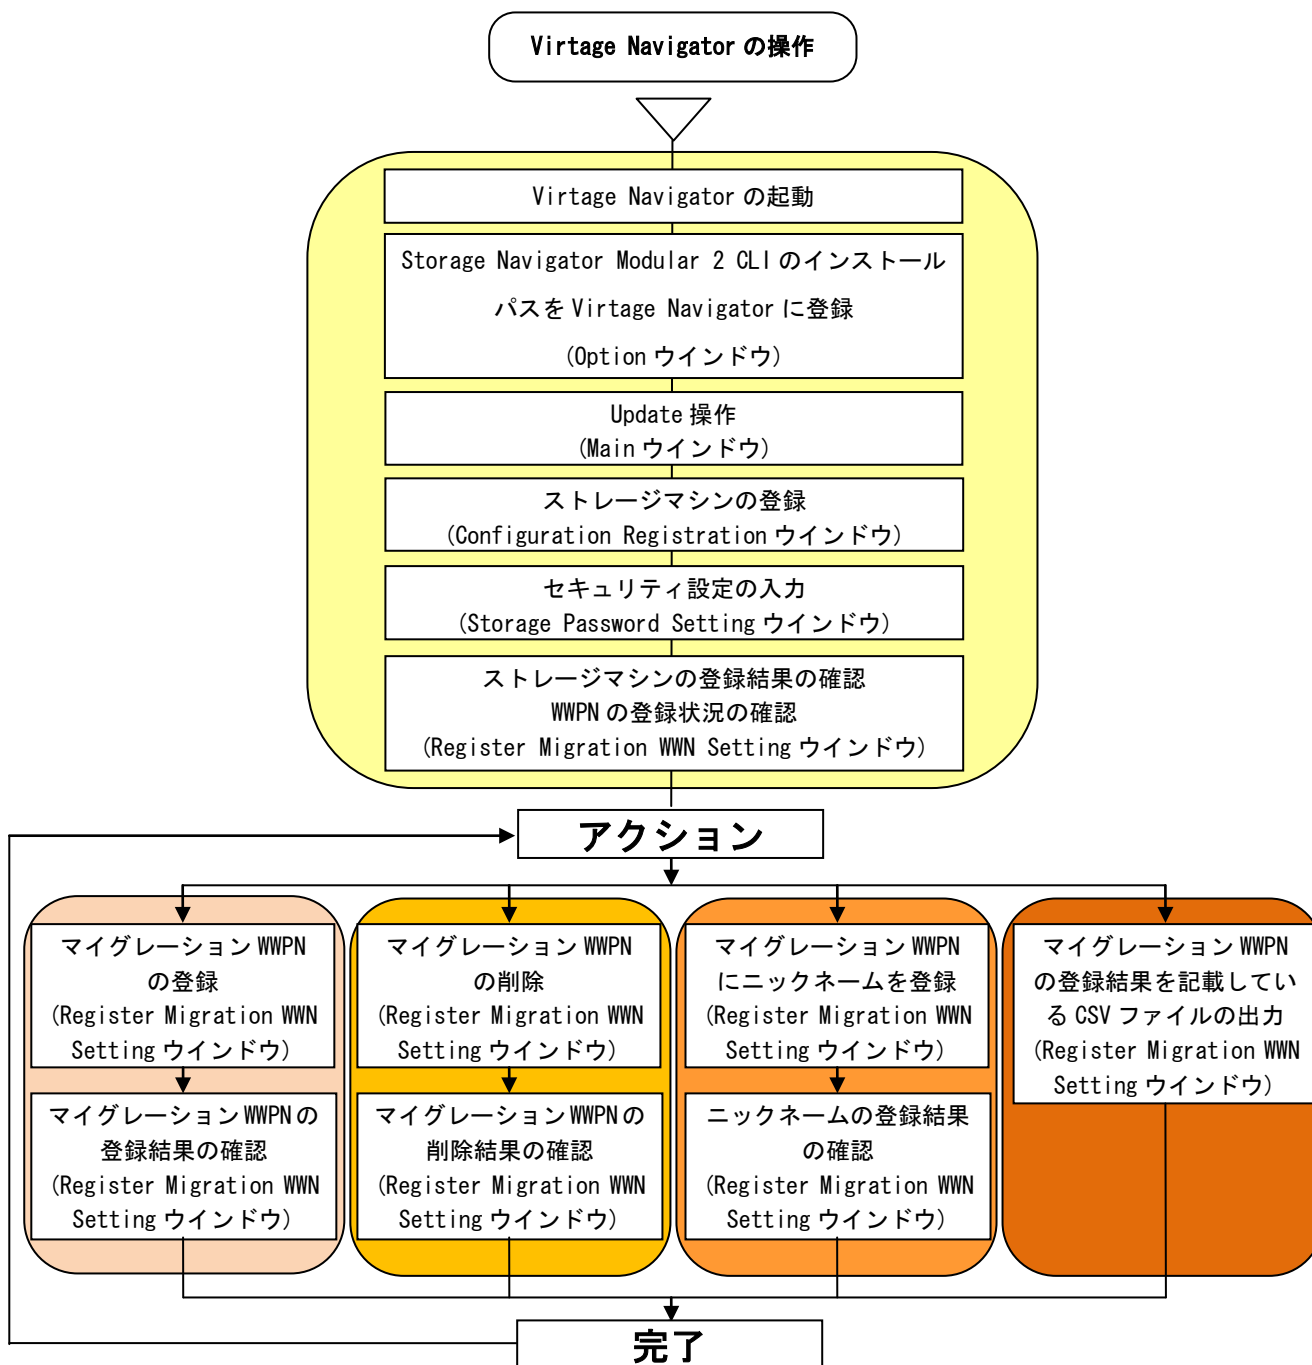 Virtage Navigator の操作
Virtage Navigator の起動
Storage Navigator Modular 2 CLI のインストール
パスを Virtage Navigator に登録
(Option ウインドウ)
Update 操作
(Main ウインドウ)
ストレージマシンの登録
(Configuration Registration ウインドウ)
セキュリティ設定の入力
(Storage Password Setting ウインドウ)
ストレージマシンの登録結果の確認
WWPN の登録状況の確認
(Register Migration WWN Setting ウインドウ)
アクション
マイグレーション WWPN
の登録
(Register Migration WWN
Setting ウインドウ)
マイグレーション WWPN の
登録結果の確認
(Register Migration WWN
Setting ウインドウ)
マイグレーション WWPN
の削除
(Register Migration WWN
Setting ウインドウ)
マイグレーション WWPN の
削除結果の確認
(Register Migration WWN
Setting ウインドウ)
マイグレーション WWPN
にニックネームを登録
(Register Migration WWN
Setting ウインドウ)
ニックネームの登録結果
の確認
(Register Migration WWN
Setting ウインドウ)
マイグレーション WWPN
の登録結果を記載してい
る CSV ファイルの出力
(Register Migration WWN
Setting ウインドウ)
完了